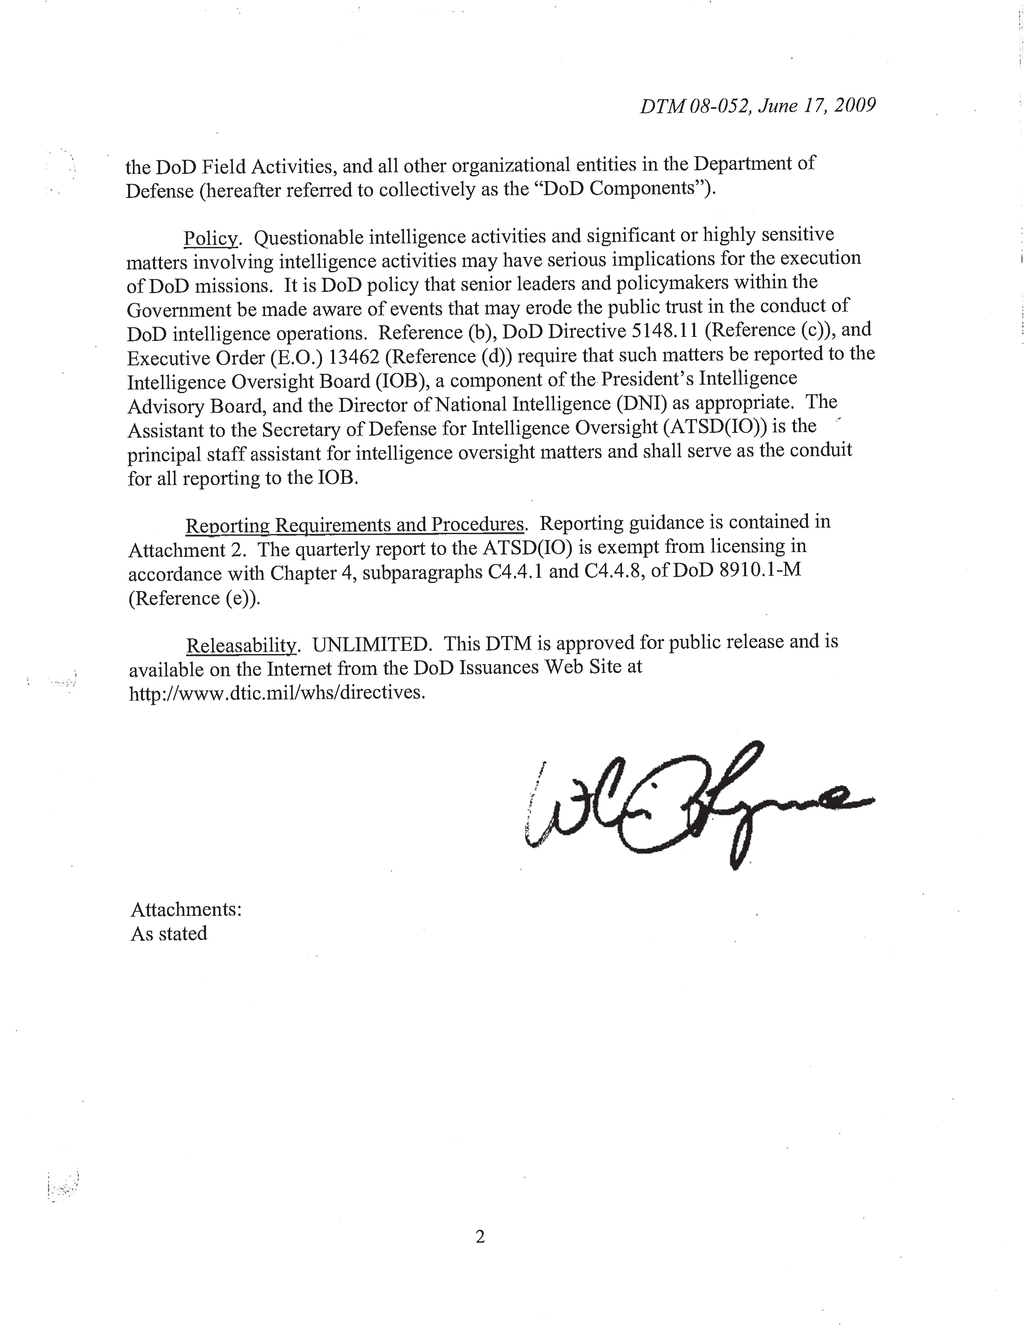 DTM 08-052, June 17, 2009
the DoD Field Activities, and all other organizational entities in the Department of
Defense (hereafter referred to collectively as the “DoD Components”).
Policy. Questionable intelligence activities and significant or highly sensitive
matters involving intelligence activities may have serious implications for the execution
of DoD missions. It is DoD policy that senior leaders and policymakers within the
Government be made aware of events that may erode the public trust in the conduct of
DoD intelligence operations. Reference (b), DoD Directive 5148.11 (Reference (c)), and
Executive Order (E.O.) 13462 (Reference (d)) require that such matters be reported to the
Intelligence Oversight Board (IOB), a component of the President's Intelligence
Advisory Board, and the Director of National Intelligence (DNI) as appropriate. The
Assistant to the Secretary of Defense for Intelligence Oversight (ATSD(IO)) is the
principal staff assistant for intelligence oversight matters and shall serve as the conduit
for all reporting to the IOB.
Reporting Requirements and Procedures. Reporting guidance is contained in
Attachment 2. The quarterly report to the ATSD(IO) is exempt from licensing in
accordance with Chapter 4, subparagraphs C4.4.1 and C4.4.8, of DoD 8910.1-M
(Reference (e)).
Releasability. UNLIMITED. This DTM is approved for public release and is
available on the Internet from the DoD Issuances Web Site at
http://www.dtic.mil/whs/directives.
Attachments:
As stated
2